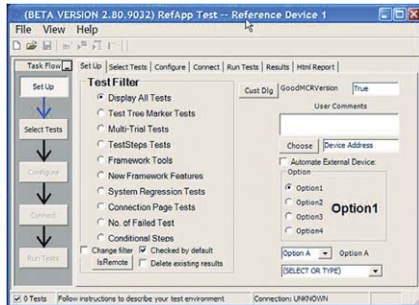 (BETA VERSION 2.80.9032) RefApp Test -- Reference Device 1
File View Help
Task Flow
Set Up
Select Tests
Configure
Connect
Run Tests
Set Up Select Tests Configure Connect Run Tests Results Html Report
Test Filter
Display All Tests
Test Tree Marker Tests
Multi-Trial Tests
TestSteps Tests
Framework Tools
New Framework Features
System Regression Tests
Connection Page Tests
No. of Failed Test
Conditional Steps
Change filter Checked by default
IsRemote Delete existing results
Cust Dlg GoodMCRVersion True
User Comments
Choose Device Address
Automate External Device:
Option
Option1
Option2
Option3
Option4
Option1
Option A Option A
(SELECT OR TYPE)
0 Tests Follow instructions to describe your test environment Connection: UNKNOWN